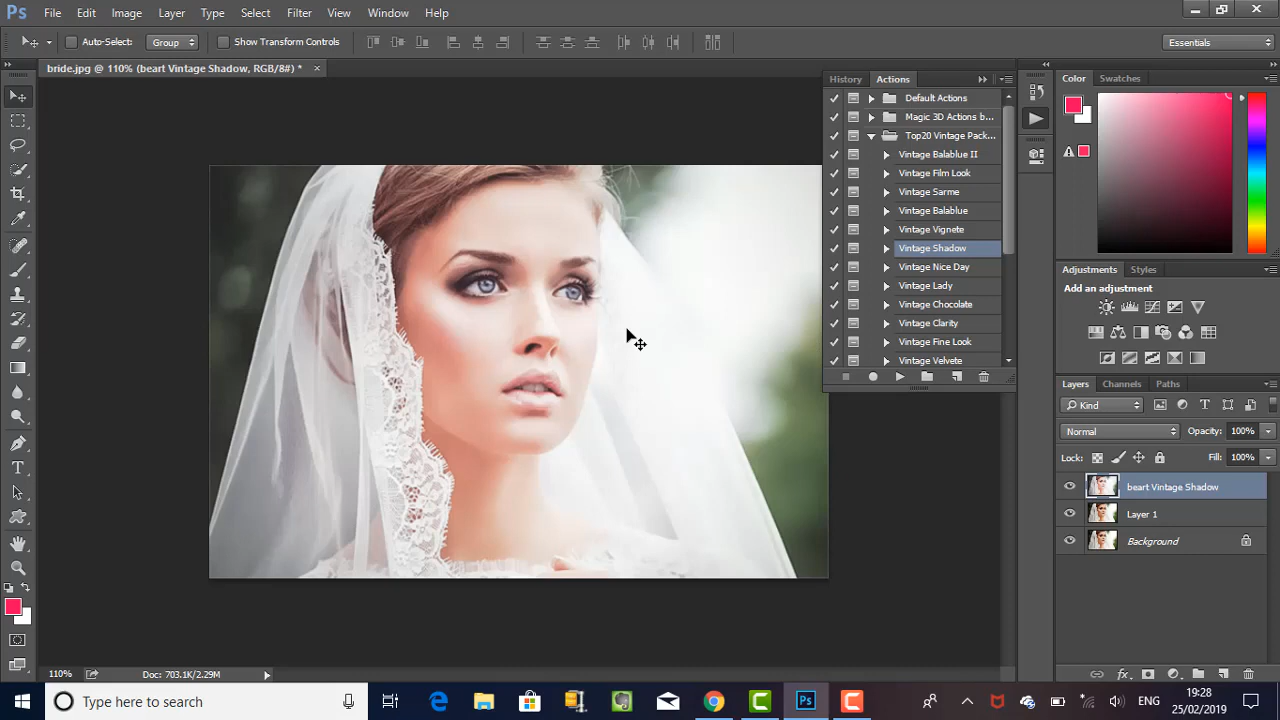 Ps File Edit Image Layer Type Select Filter 3D View Window Help
Auto-Select: Group Show Transform Controls Essentials
bride.jpg @ 110% (beart Vintage Shadow, RGB/8#) * ×
History Actions
Default Actions
Magic 3D Actions b...
Top20 Vintage Pack...
Vintage Balablue II
Vintage Film Look
Vintage Sarme
Vintage Balablue
Vintage Vignete
Vintage Shadow
Vintage Nice Day
Vintage Lady
Vintage Chocolate
Vintage Clarity
Vintage Fine Look
Vintage Velvete
Color Swatches
Adjustments Styles
Add an adjustment
Layers Channels Paths
Kind
Normal Opacity: 100%
Lock: Fill: 100%
beart Vintage Shadow
Layer 1
Background
110% Doc: 703.1K/2.29M
Type here to search
Ps
ENG
19:28
25/02/2019